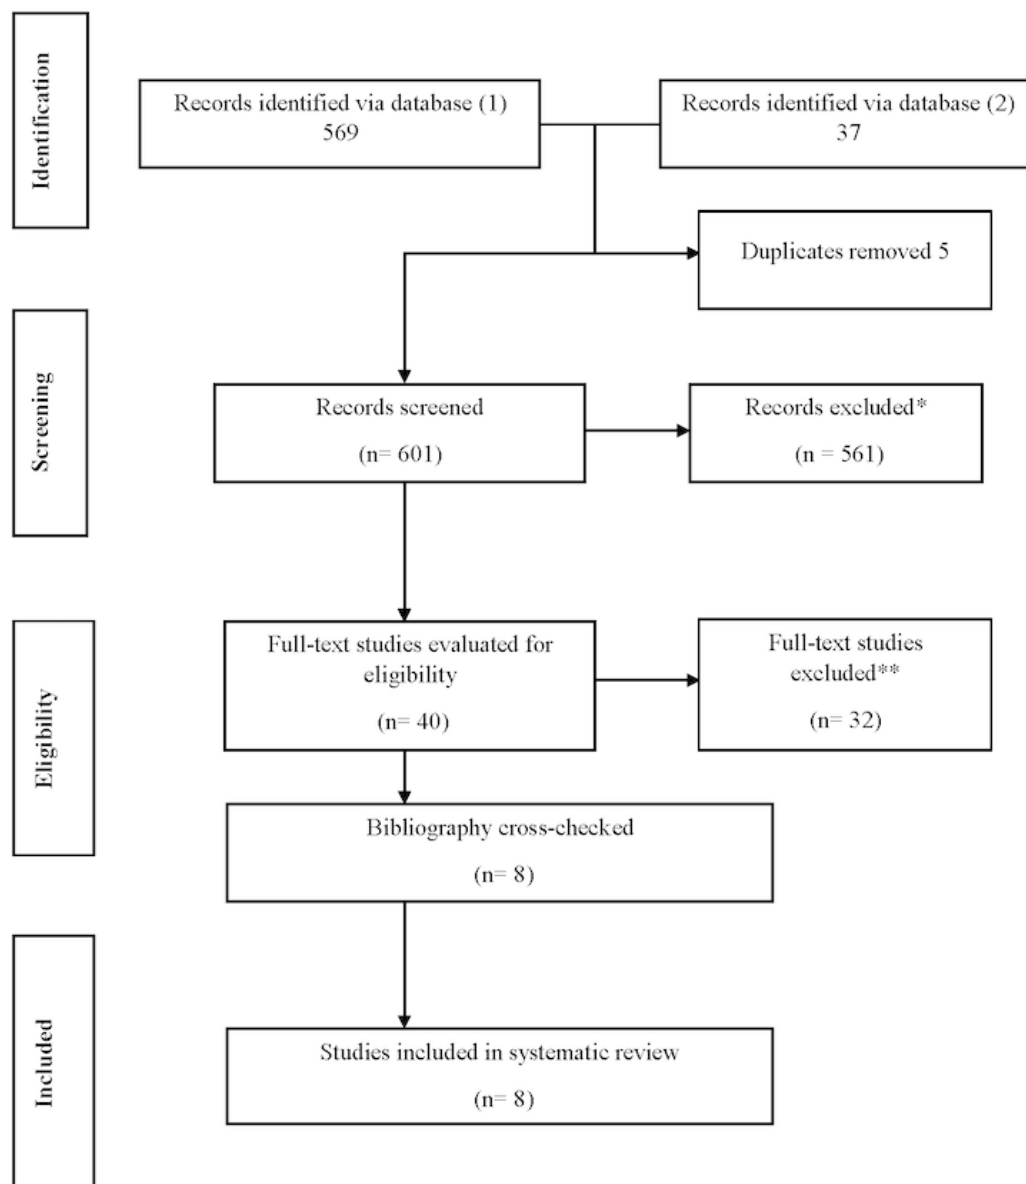 Identification
Records identified via database (1)
569
Records identified via database (2)
37
Duplicates removed 5
Screening
Records screened
(n= 601)
Records excluded*
(n = 561)
Eligibility
Full-text studies evaluated for
eligibility
(n= 40)
Full-text studies
excluded**
(n= 32)
Bibliography cross-checked
(n= 8)
Included
Studies included in systematic review
(n= 8)